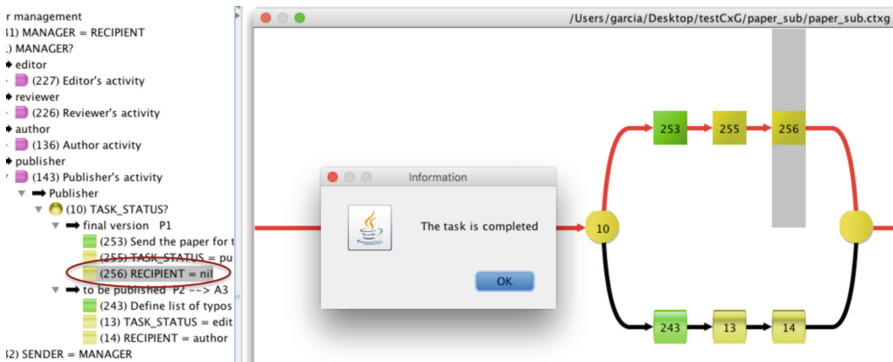 r management
31) MANAGER = RECIPIENT
.) MANAGER?
editor
(227) Editor's activity
reviewer
(226) Reviewer's activity
author
(136) Author activity
publisher
(143) Publisher's activity
Publisher
(10) TASK_STATUS?
final version P1
(253) Send the paper for t
(255) TASK_STATUS = pu
(256) RECIPIENT = nil
to be published P2 --> A3
(243) Define list of typos
(13) TASK_STATUS = edit
(14) RECIPIENT = author
32) SENDER = MANAGER
/Users/garcia/Desktop/testCxG/paper_sub/paper_sub.ctxg
253 255 256
Information
The task is completed
OK
10
243 13 14